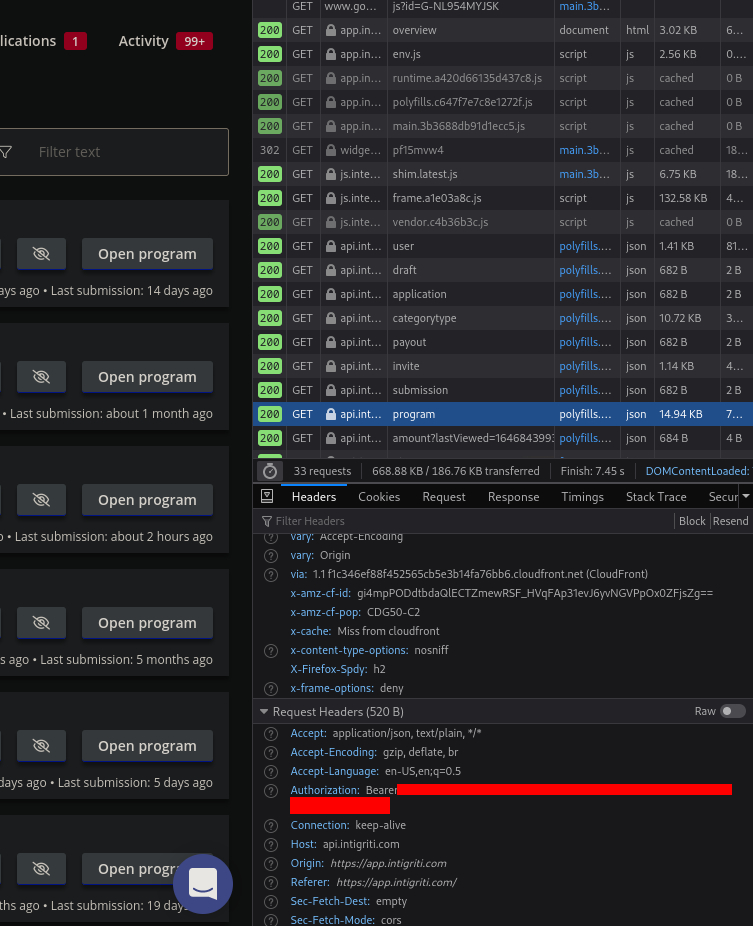 lications 1 Activity 99+
Filter text
Open program
ays ago • Last submission: 14 days ago
Open program
• Last submission: about 1 month ago
Open program
o • Last submission: about 2 hours ago
Open program
s ago • Last submission: 5 months ago
Open program
days ago • Last submission: 5 days ago
Open prog
ths ago • Last submission: 19 day
GET www.go... js?id=G-NL954MYJSK main.3b...
200 GET app.in... overview document html 3.02 KB 6...
200 GET app.in... env.js script js 2.56 KB 0....
200 GET app.in... runtime.a420d66135d437c8.js script js cached 0 B
200 GET app.in... polyfills.c647f7e7c8e1272f.js script js cached 0 B
200 GET app.in... main.3b3688db91d1ecc5.js script js cached 0 B
302 GET widge... pf15mvw4 main.3b... js cached 18...
200 GET js.inte... shim.latest.js main.3b... js 6.75 KB 18...
200 GET js.inte... frame.a1e03a8c.js script js 132.58 KB 4...
200 GET js.inte... vendor.c4b36b3c.js script js cached 0 B
200 GET api.int... user polyfills.... json 1.41 KB 81...
200 GET api.int... draft polyfills.... json 682 B 2 B
200 GET api.int... application polyfills.... json 682 B 2 B
200 GET api.int... categorytype polyfills.... json 10.72 KB 3...
200 GET api.int... payout polyfills.... json 682 B 2 B
200 GET api.int... invite polyfills.... json 1.14 KB 4...
200 GET api.int... submission polyfills.... json 682 B 2 B
200 GET api.int... program polyfills.... json 14.94 KB 7...
200 GET api.int... amount?lastViewed=1646843993 polyfills.... json 684 B 4 B
33 requests 668.88 KB / 186.76 KB transferred Finish: 7.45 s DOMContentLoaded:
Headers Cookies Request Response Timings Stack Trace Secur
Filter Headers Block Resend
vary: Accept-Encoding
vary: Origin
via: 1.1 f1c346ef88f452565cb5e3b14fa76bb6.cloudfront.net (CloudFront)
x-amz-cf-id: gi4mpPODdtbdaQlECTZmewRSF_HVqFAp31evJ6yvNGVPpOx0ZFjsZg==
x-amz-cf-pop: CDG50-C2
x-cache: Miss from cloudfront
x-content-type-options: nosniff
X-Firefox-Spdy: h2
x-frame-options: deny
Request Headers (520 B) Raw
Accept: application/json, text/plain, */*
Accept-Encoding: gzip, deflate, br
Accept-Language: en-US,en;q=0.5
Authorization: Bearer
Connection: keep-alive
Host: api.intigriti.com
Origin: https://app.intigriti.com
Referer: https://app.intigriti.com/
Sec-Fetch-Dest: empty
Sec-Fetch-Mode: cors